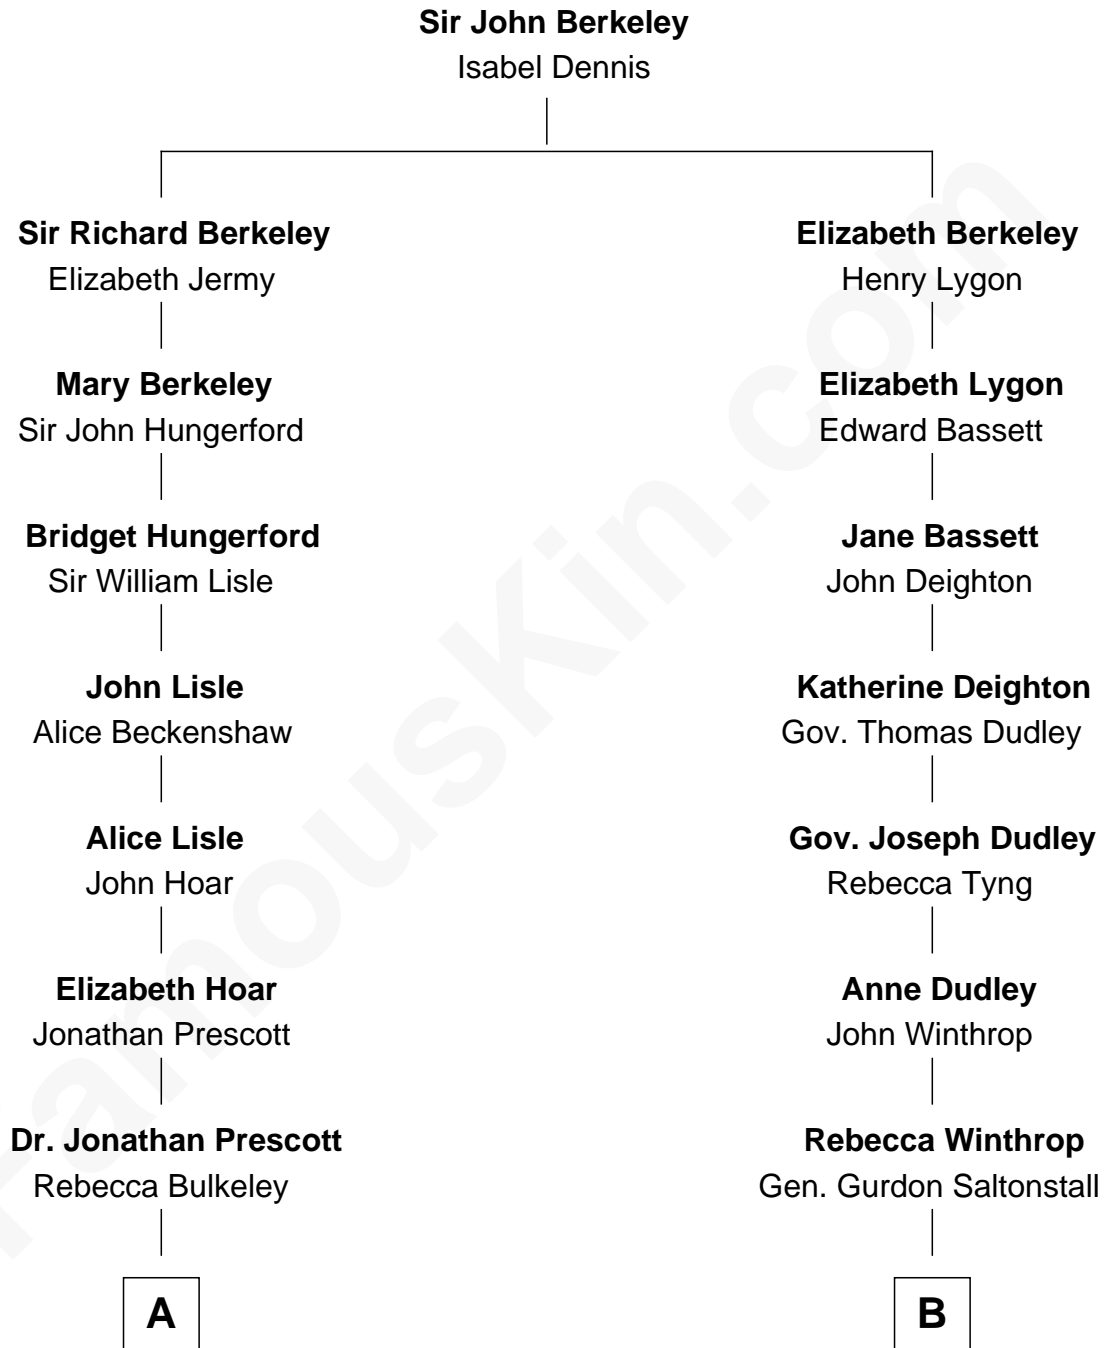 Sir John Berkeley
Isabel Dennis
Sir Richard Berkeley
Elizabeth Jermy
Mary Berkeley
Sir John Hungerford
Bridget Hungerford
Sir William Lisle
John Lisle
Alice Beckenshaw
Alice Lisle
John Hoar
Elizabeth Hoar
Jonathan Prescott
Dr. Jonathan Prescott
Rebecca Bulkeley
A
Elizabeth Berkeley
Henry Lygon
Elizabeth Lygon
Edward Bassett
Jane Bassett
John Deighton
Katherine Deighton
Gov. Thomas Dudley
Gov. Joseph Dudley
Rebecca Tyng
Anne Dudley
John Winthrop
Rebecca Winthrop
Gen. Gurdon Saltonstall
B
FamousKin.com